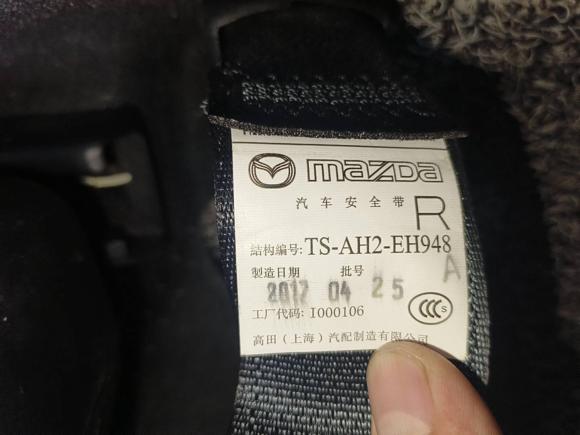 mazda
汽车安全带 R
结构编号: TS-AH2-EH948
A
制造日期 批号
2017 04 25
工厂代码: I000106
CCC S
高田（上海）汽配制造有限公司